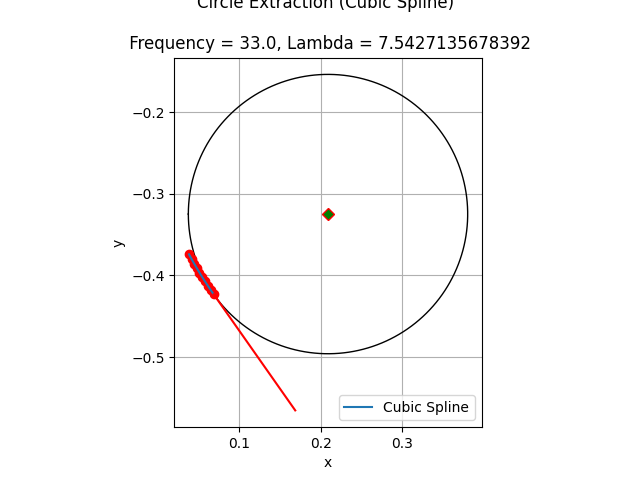 Circle Extraction (Cubic Spline)
Frequency = 33.0, Lambda = 7.5427135678392
−0.2
−0.3
−0.4
−0.5
y
0.1
0.2
0.3
x
Cubic Spline